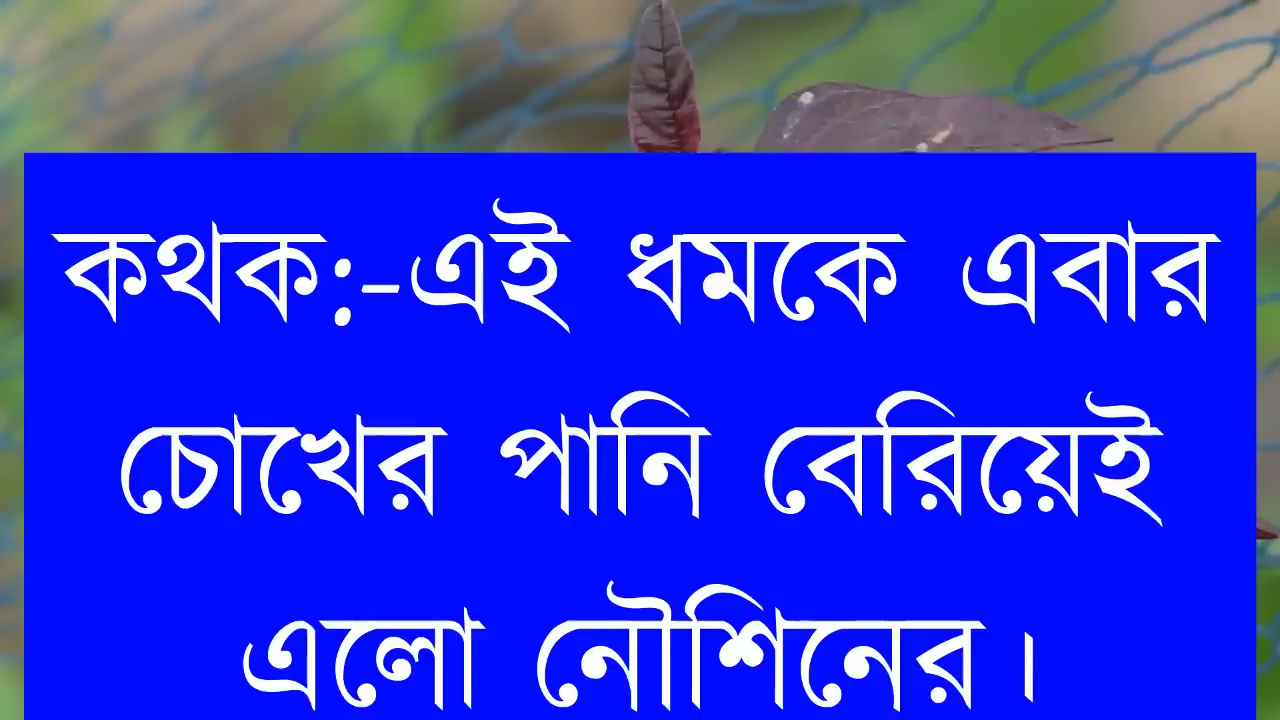 কথক:-এই ধমকে এবার
চোখের পানি বেরিয়েই
এলো নৌশিনের।